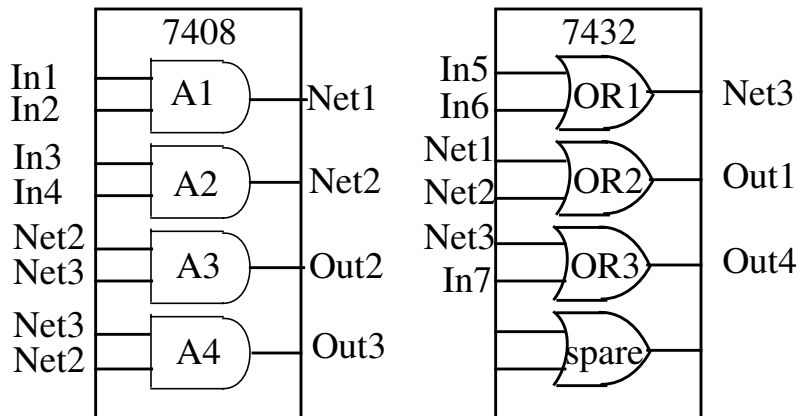 7408
In1
In2
A1
Net1
In3
In4
A2
Net2
Net2
Net3
A3
Out2
Net3
Net2
A4
Out3
7432
In5
In6
OR1
Net3
Net1
Net2
OR2
Out1
Net3
In7
OR3
Out4
spare